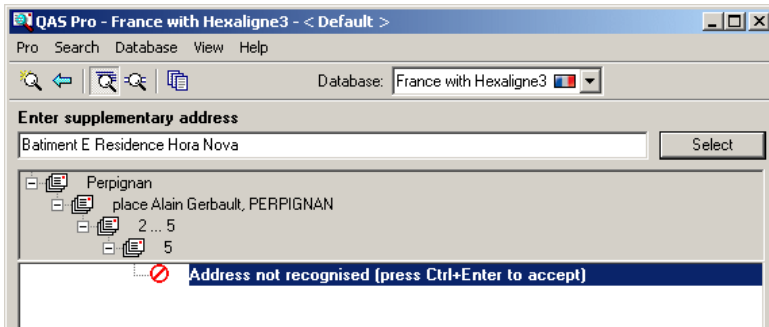 QAS Pro - France with Hexaligne3 - < Default >
Pro Search Database View Help
Database: France with Hexaligne3
Enter supplementary address
Batiment E Residence Hora Nova
Select
Perpignan
place Alain Gerbault, PERPIGNAN
2 ... 5
5
Address not recognised (press Ctrl+Enter to accept)